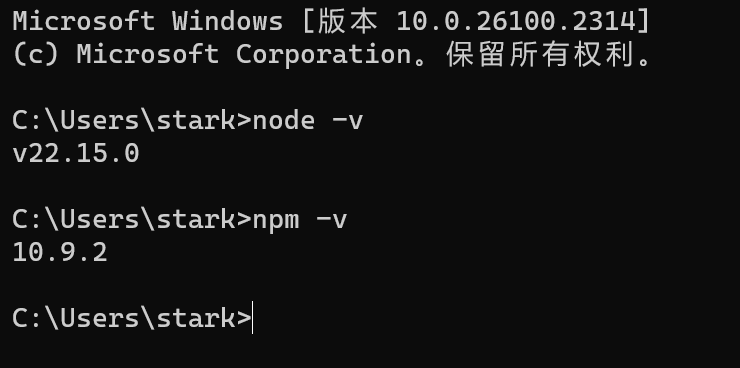 Microsoft Windows [版本 10.0.26100.2314]
(c) Microsoft Corporation。保留所有权利。
C:\Users\stark>node -v
v22.15.0
C:\Users\stark>npm -v
10.9.2
C:\Users\stark>